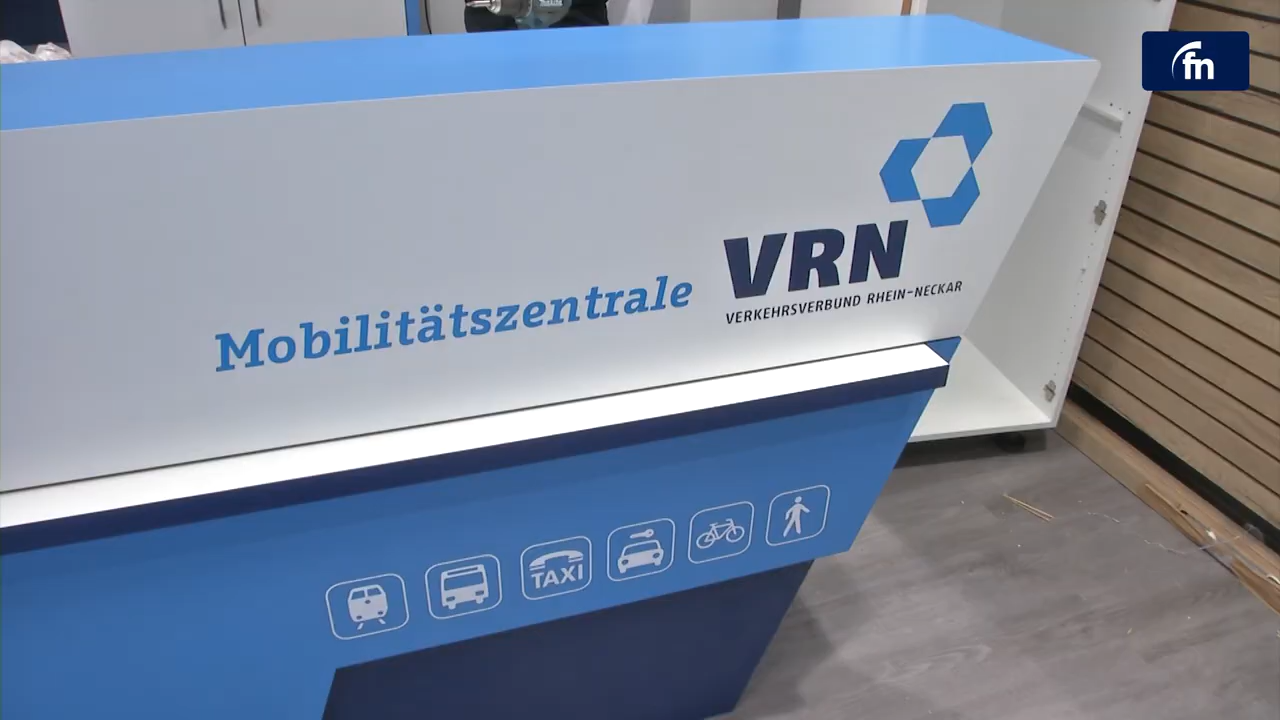 fn
VRN
Mobilitätszentrale
VERKEHRSVERBUND RHEIN-NECKAR
TAXI